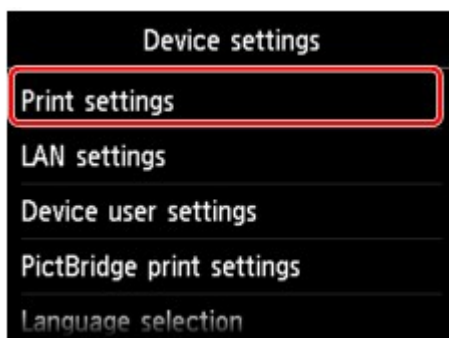 Device settings
Print settings
LAN settings
Device user settings
PictBridge print settings
Language selection